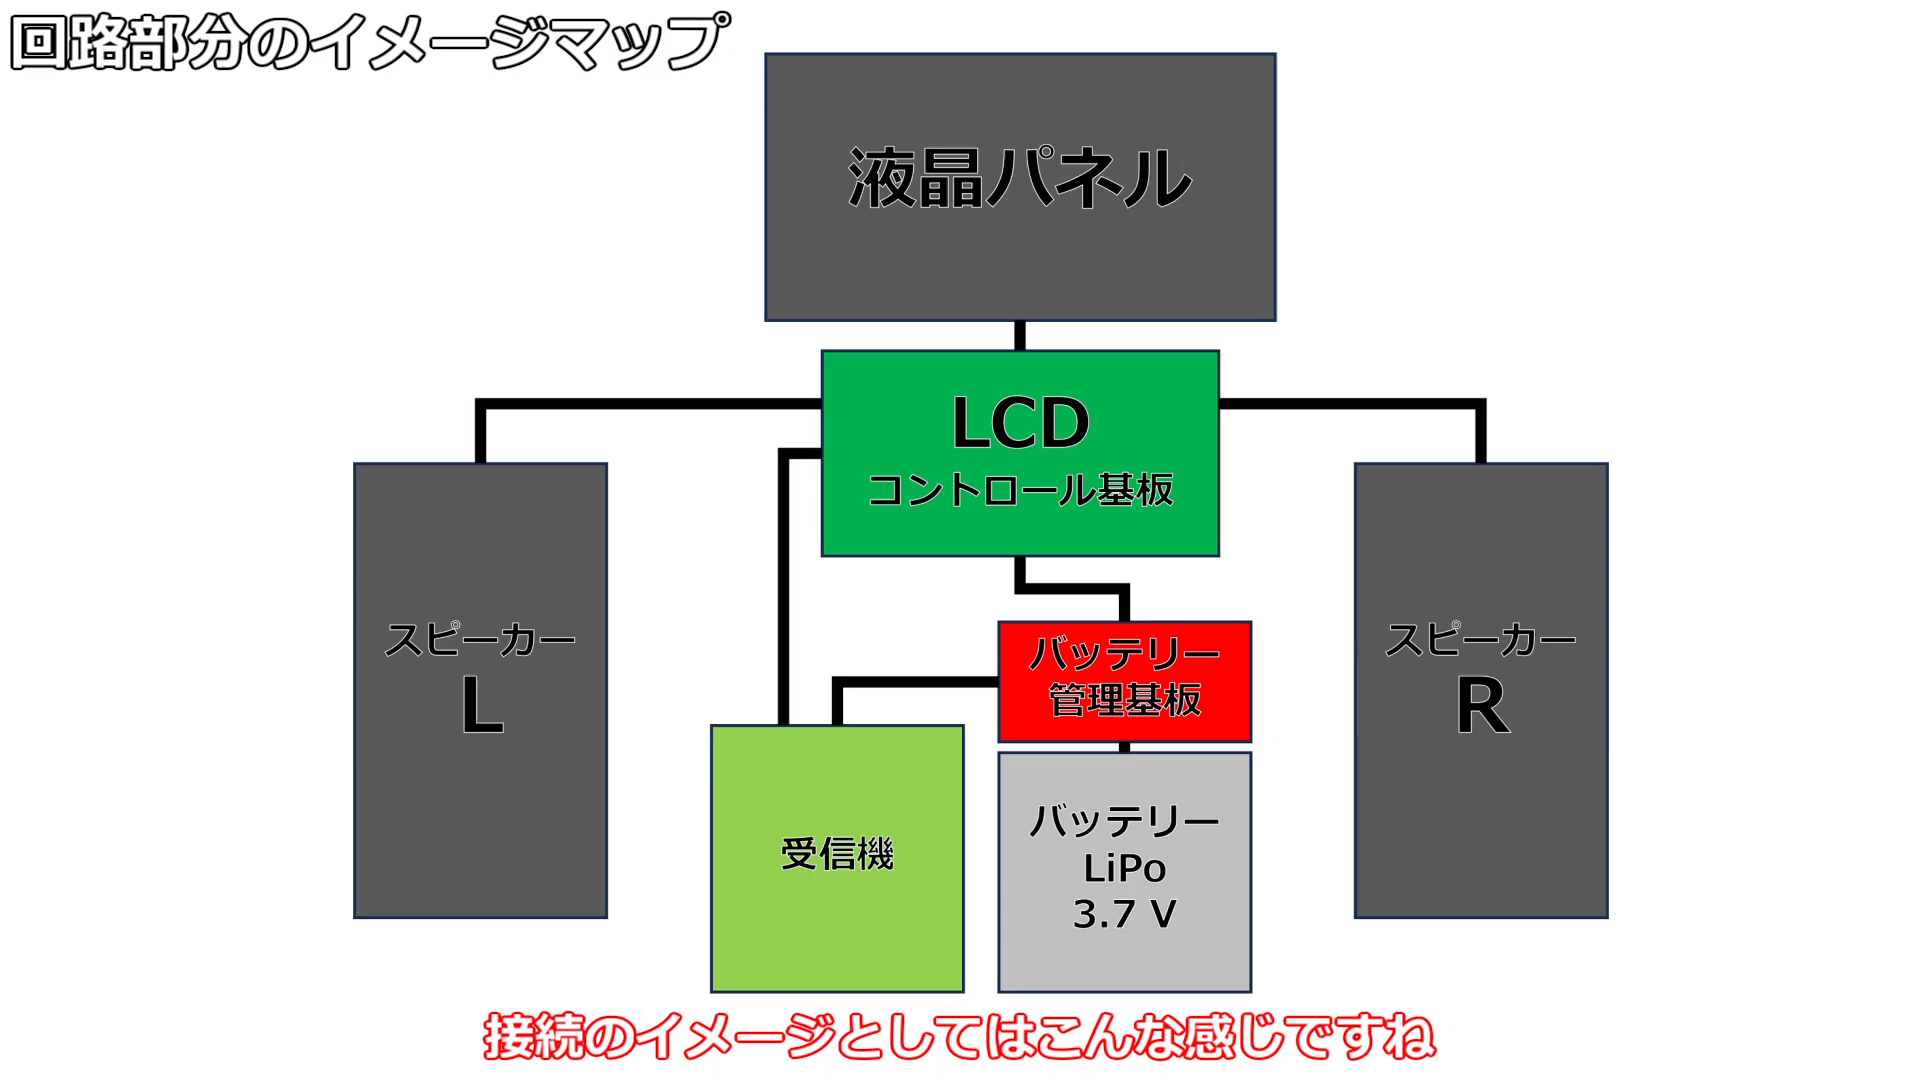 回路部分のイメージマップ
液晶パネル
LCD
コントロール基板
スピーカー
L
スピーカー
R
バッテリー
管理基板
受信機
バッテリー
LiPo
3.7 V
接続のイメージとしてはこんな感じですね